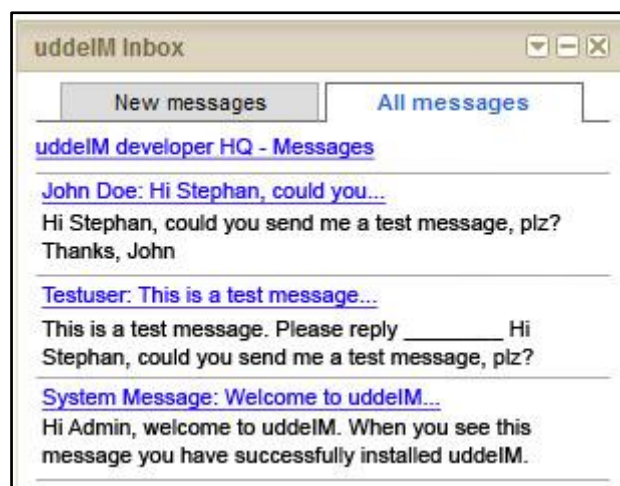 uddeIM Inbox
New messages
All messages
uddeIM developer HQ - Messages
John Doe: Hi Stephan, could you...
Hi Stephan, could you send me a test message, plz?
Thanks, John
Testuser: This is a test message...
This is a test message. Please reply ________ Hi
Stephan, could you send me a test message, plz?
System Message: Welcome to uddeIM...
Hi Admin, welcome to uddeIM. When you see this
message you have successfully installed uddeIM.